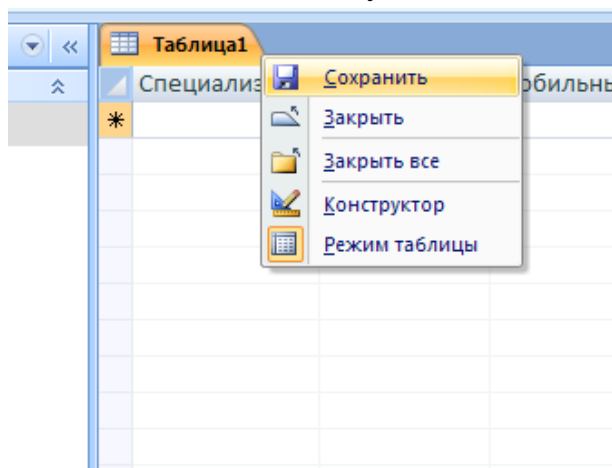 Таблица1
Специализ
обильны
Сохранить
Закрыть
Закрыть все
Конструктор
Режим таблицы